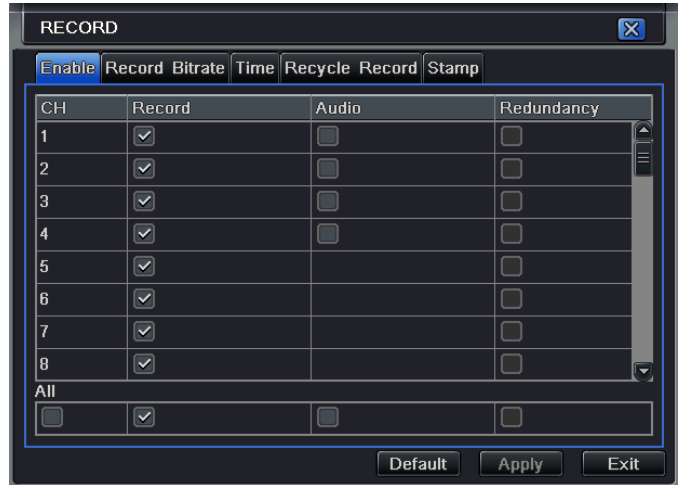 RECORD
Enable Record Bitrate Time Recycle Record Stamp
CH Record Audio Redundancy
1
2
3
4
5
6
7
8
All
Default Apply Exit